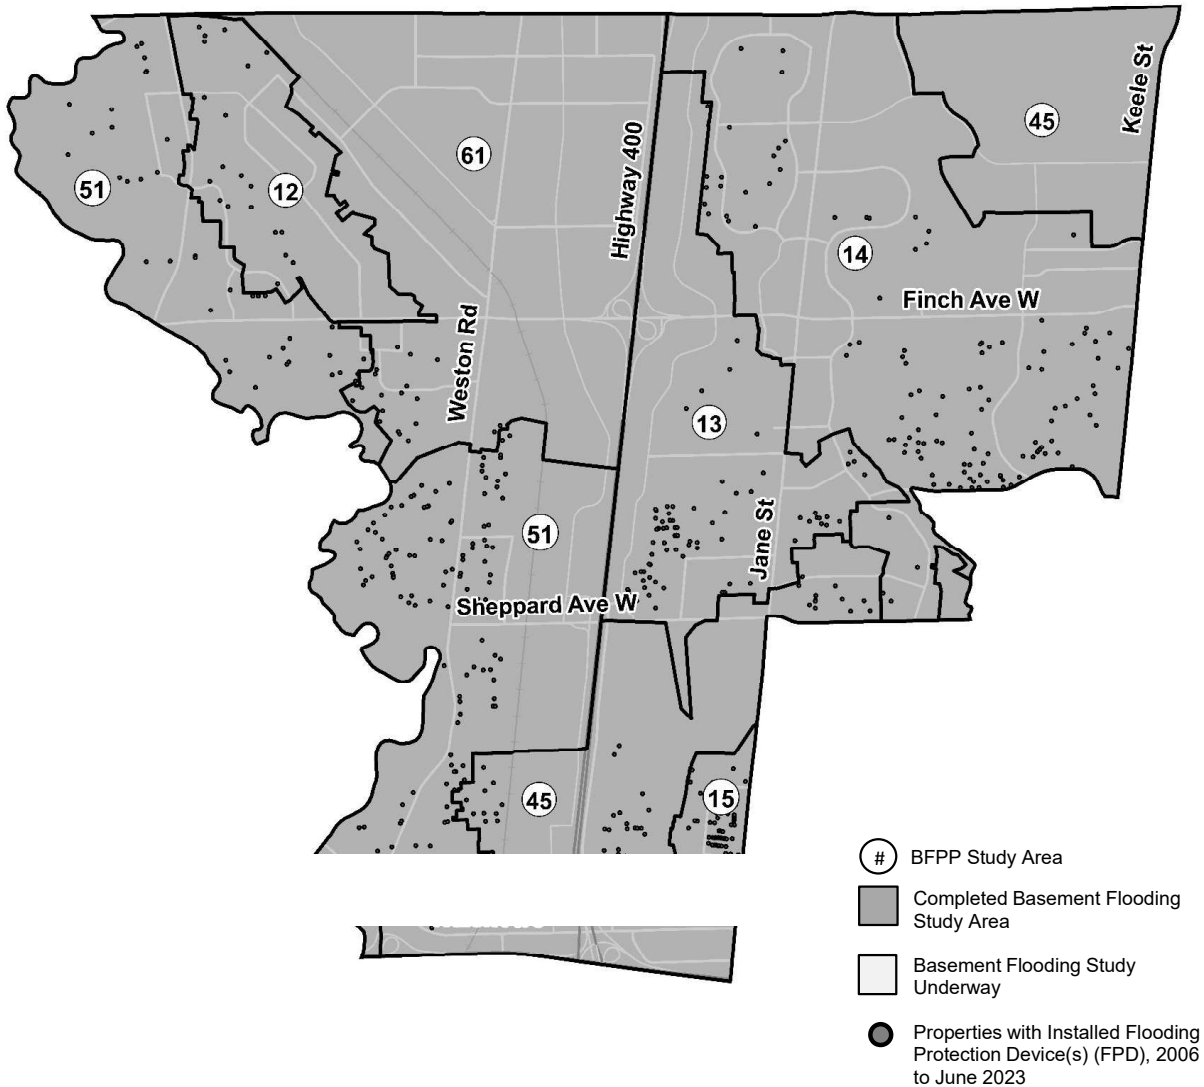 Keele St
45
Highway 400
61
51
12
14
Finch Ave W
Weston Rd
13
51
Jane St
Sheppard Ave W
45
15
# BFPP Study Area
Completed Basement Flooding
Study Area
Basement Flooding Study
Underway
Properties with Installed Flooding
Protection Device(s) (FPD), 2006
to June 2023